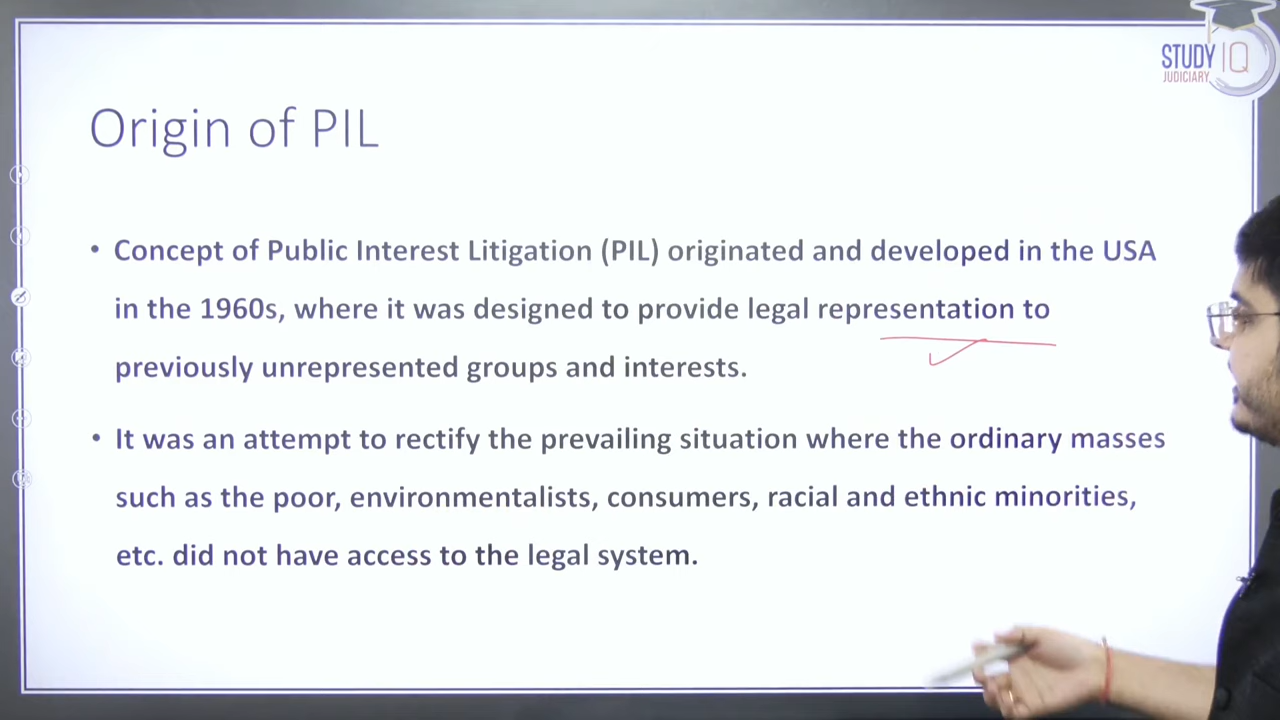 STUDY IQ
JUDICIARY
Origin of PIL
• Concept of Public Interest Litigation (PIL) originated and developed in the USA
in the 1960s, where it was designed to provide legal representation to
previously unrepresented groups and interests.
• It was an attempt to rectify the prevailing situation where the ordinary masses
such as the poor, environmentalists, consumers, racial and ethnic minorities,
etc. did not have access to the legal system.